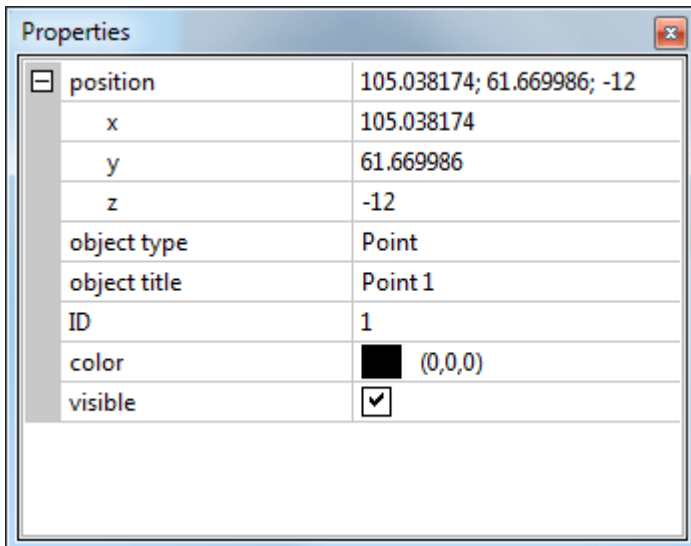 Properties
position 105.038174; 61.669986; -12
x 105.038174
y 61.669986
z -12
object type Point
object title Point 1
ID 1
color (0,0,0)
visible